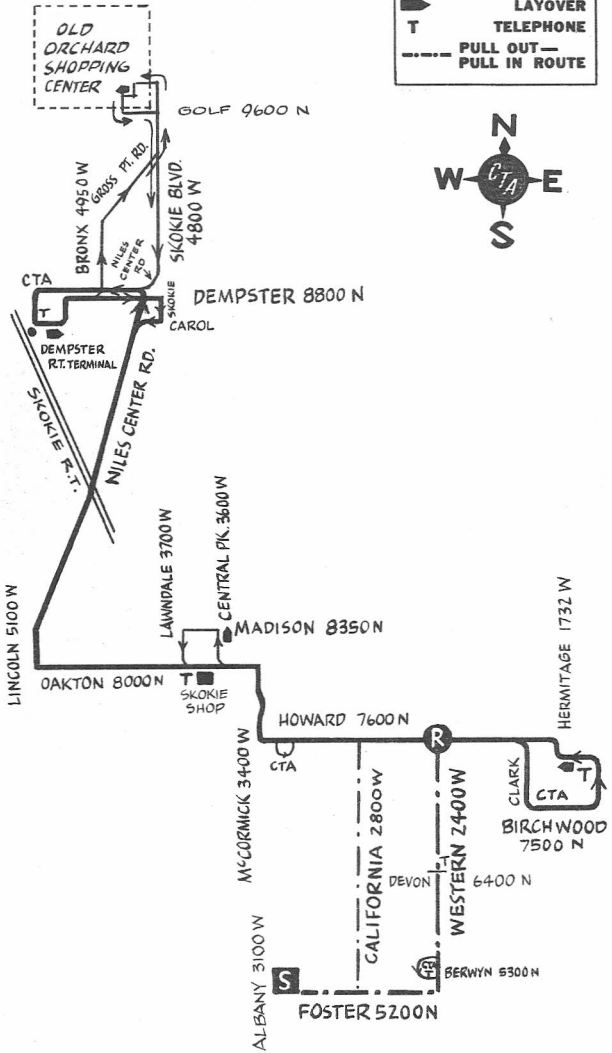 OLD
ORCHARD
SHOPPING
CENTER
LAYOVER
T TELEPHONE
PULL OUT—
PULL IN ROUTE
GOLF 9600 N
N
W CTA E
S
BRONX 4950 W
GROSS PT. RD.
SKOKIE BLVD.
4800 W
NILES
CENTER
RD
CTA
T
SKOKIE
DEMPSTER 8800 N
CAROL
DEMPSTER
R.T. TERMINAL
SKOKIE R.T.
NILES CENTER RD.
LINCOLN 5100 W
LAWNDALE 3700 W
CENTRAL PK. 3600 W
MADISON 8350 N
OAKTON 8000 N
T
SKOKIE
SHOP
HERMITAGE 1732 W
HOWARD 7600 N
R
CTA
McCORMICK 3400 W
CALIFORNIA 2800 W
WESTERN 2400 W
CLARK
T
CTA
BIRCHWOOD
7500 N
T
DEVON 6400 N
ALBANY 3100 W
S
BERWYN 5300 N
FOSTER 5200 N